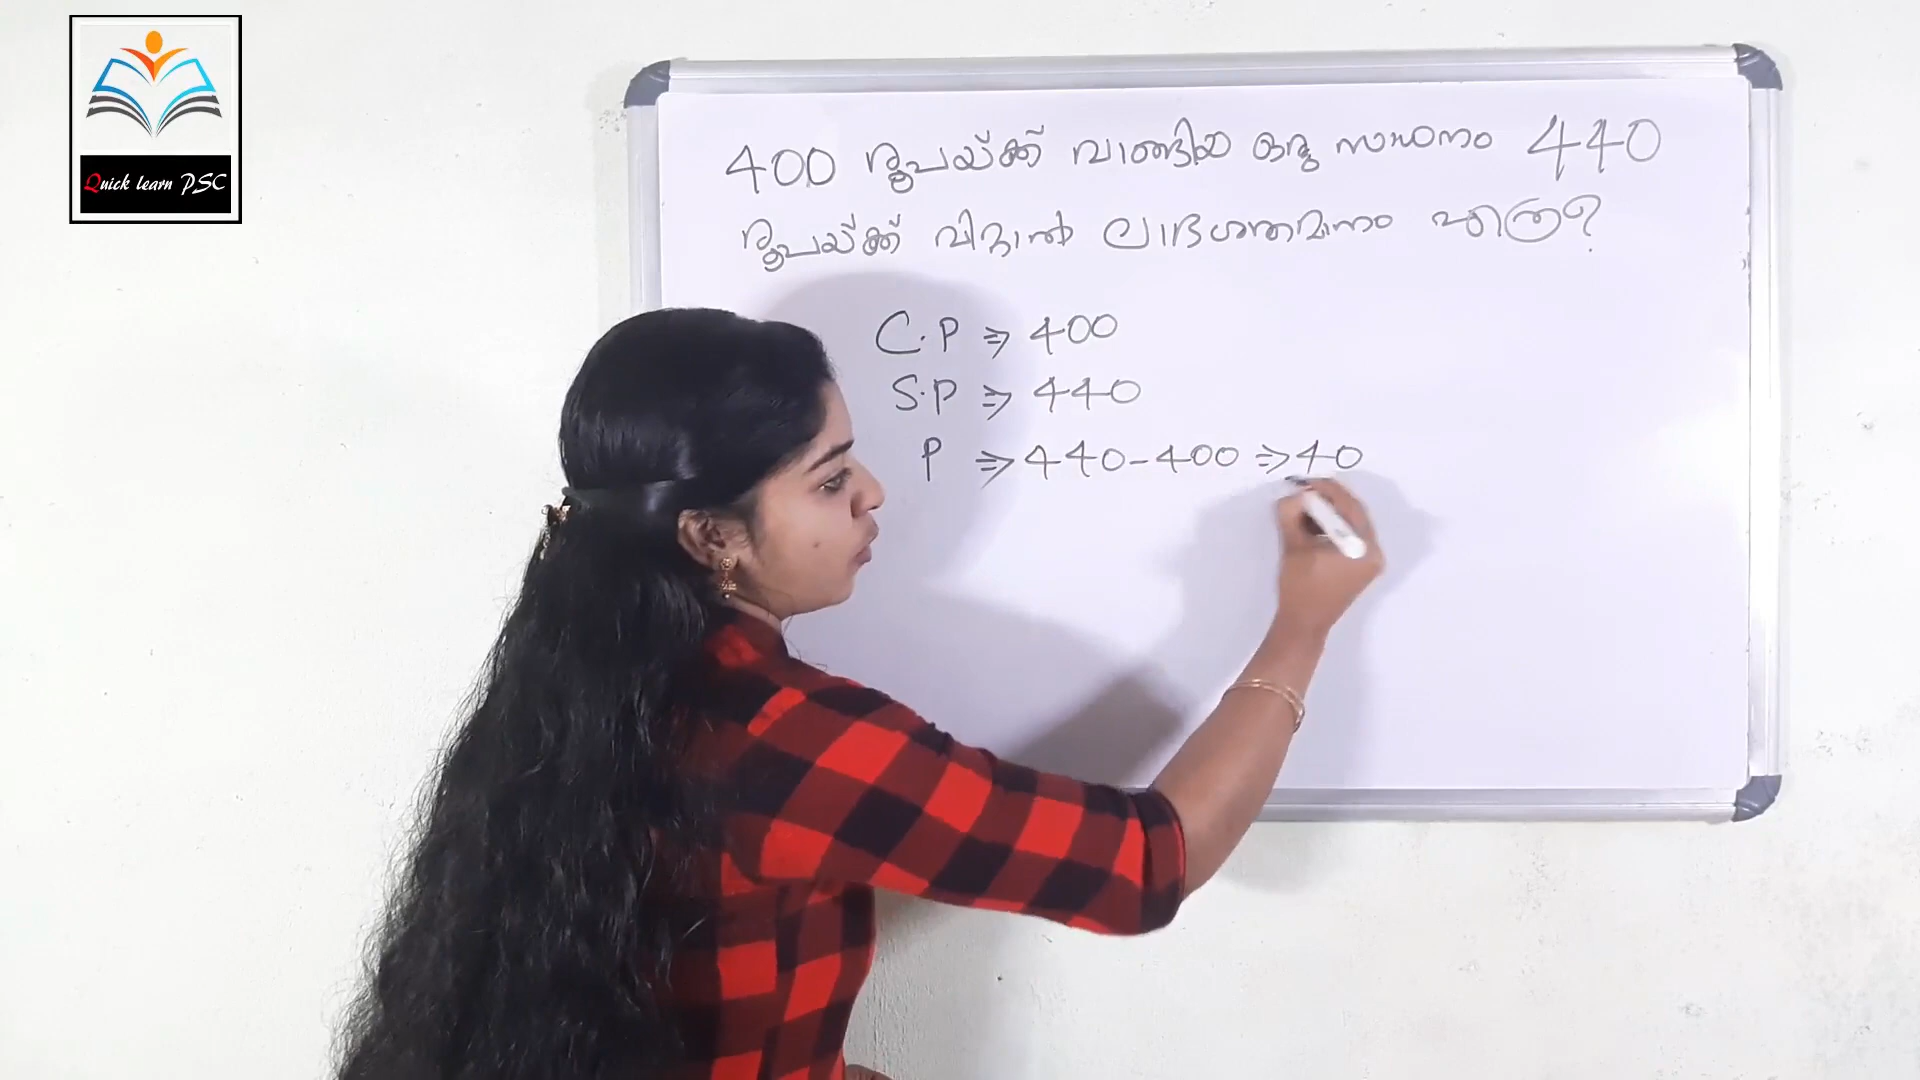 Quick learn PSC
400 രൂപയ്ക്ക് വാങ്ങിയ ഒരു സാധനം 440
രൂപയ്ക്ക് വിറ്റാൽ ലാഭശതമാനം എത്ര?
C.P ⇒ 400
S.P ⇒ 440
P ⇒ 440-400 ⇒ 40